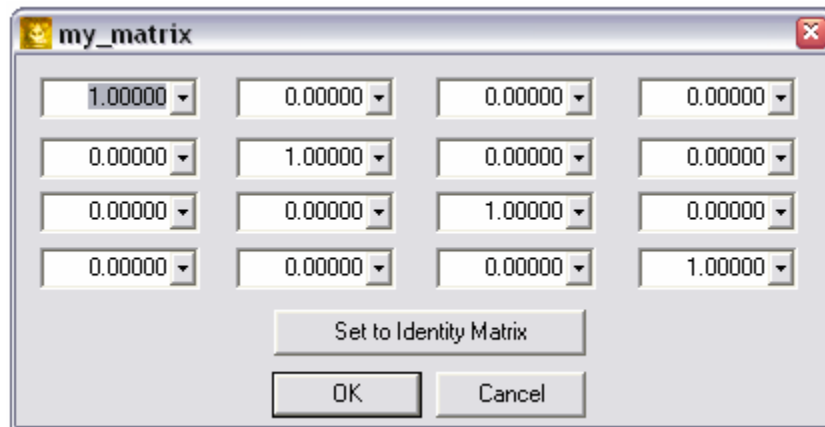 my_matrix
1.00000 0.00000 0.00000 0.00000
0.00000 1.00000 0.00000 0.00000
0.00000 0.00000 1.00000 0.00000
0.00000 0.00000 0.00000 1.00000
Set to Identity Matrix
OK Cancel